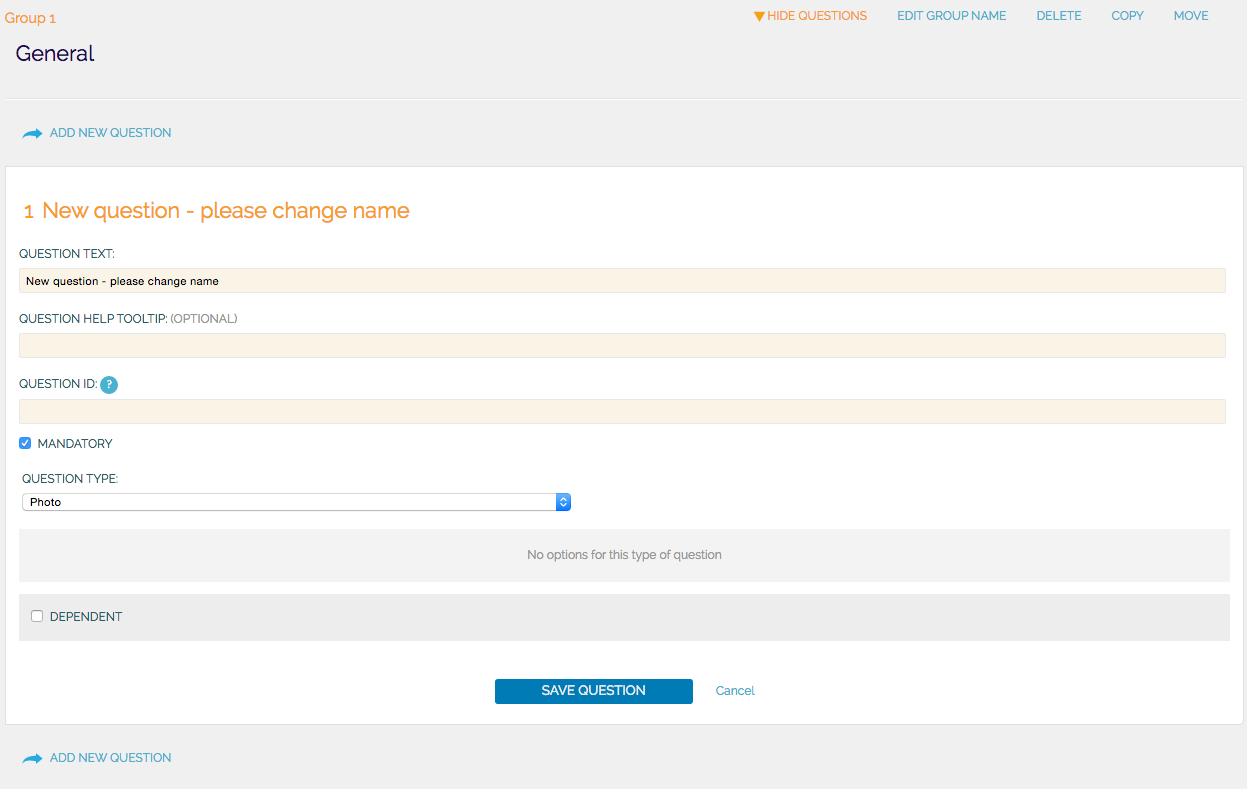 Group 1
▼HIDE QUESTIONS EDIT GROUP NAME DELETE COPY MOVE
General
ADD NEW QUESTION
1 New question - please change name
QUESTION TEXT:
New question - please change name
QUESTION HELP TOOLTIP: (OPTIONAL)
QUESTION ID: ?
MANDATORY
QUESTION TYPE:
Photo
No options for this type of question
DEPENDENT
SAVE QUESTION Cancel
ADD NEW QUESTION